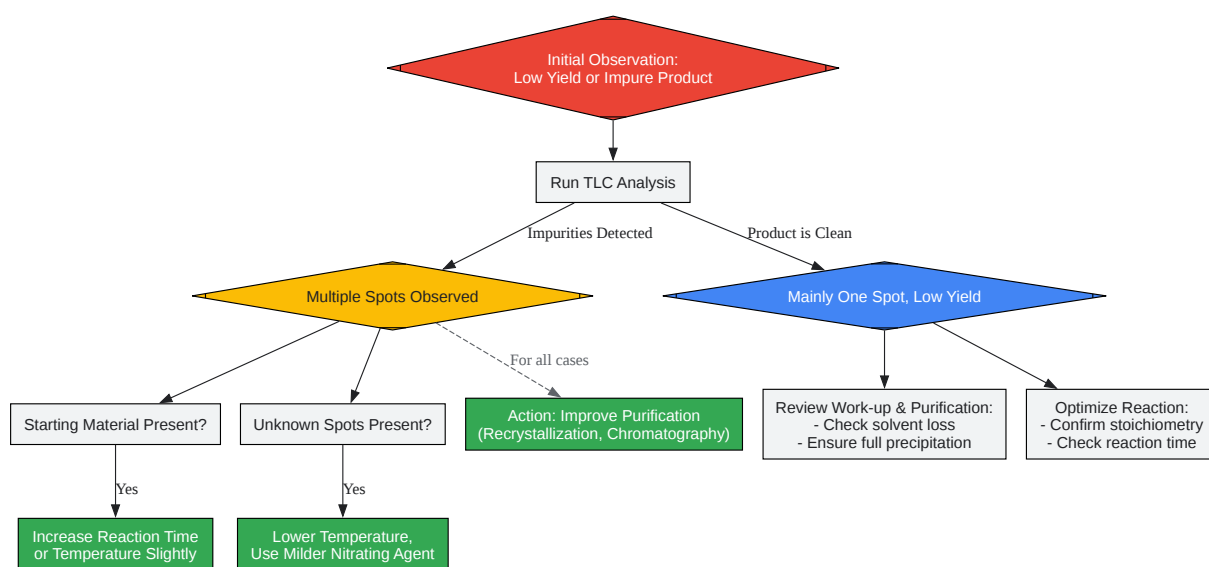 Initial Observation:
Low Yield or Impure Product
Run TLC Analysis
Impurities Detected
Product is Clean
Multiple Spots Observed
Mainly One Spot, Low Yield
For all cases
Starting Material Present?
Unknown Spots Present?
Action: Improve Purification
(Recrystallization, Chromatography)
Review Work-up & Purification:
- Check solvent loss
- Ensure full precipitation
Optimize Reaction:
- Confirm stoichiometry
- Check reaction time
Yes
Yes
Increase Reaction Time
or Temperature Slightly
Lower Temperature,
Use Milder Nitrating Agent